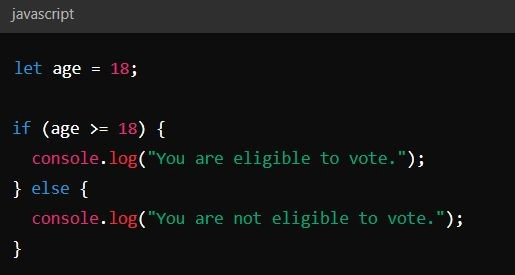 javascript
let age = 18;
if (age >= 18) {
  console.log("You are eligible to vote.");
} else {
  console.log("You are not eligible to vote.");
}